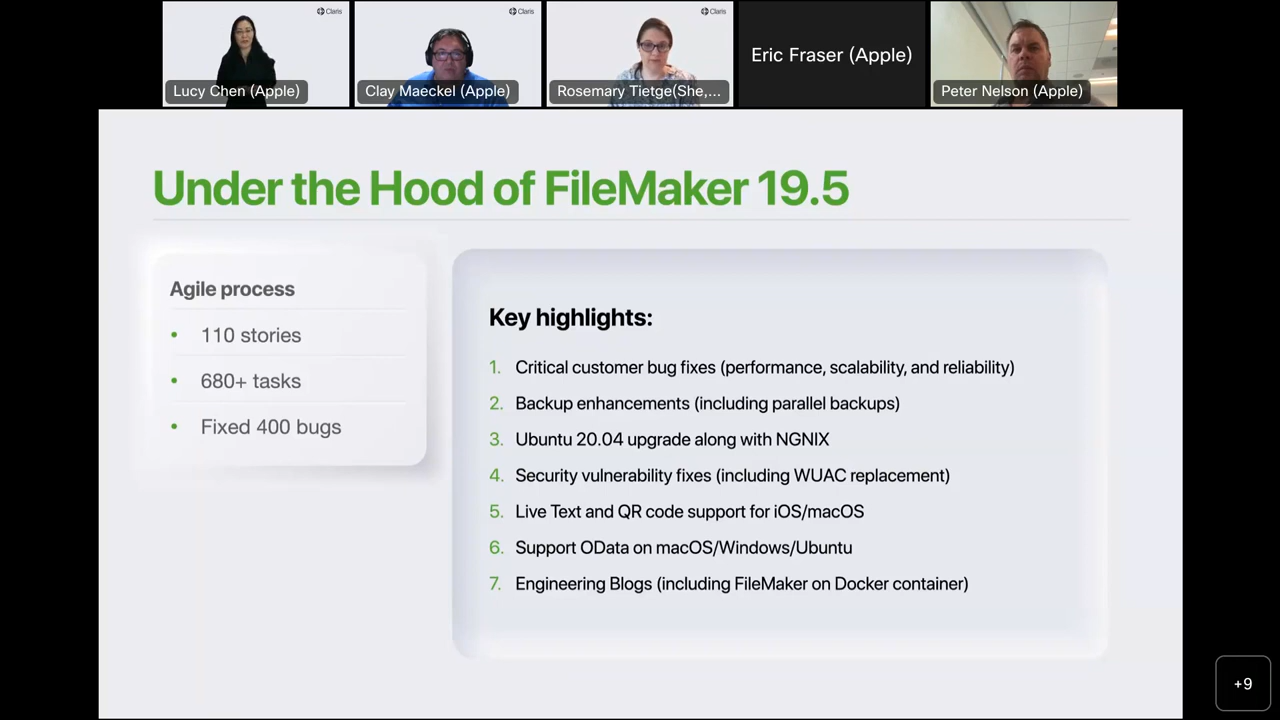 Claris
Claris
Claris
Lucy Chen (Apple)
Clay Maeckel (Apple)
Rosemary Tietge(She,...
Eric Fraser (Apple)
Peter Nelson (Apple)
Under the Hood of FileMaker 19.5
Agile process
• 110 stories
• 680+ tasks
• Fixed 400 bugs
Key highlights:
1. Critical customer bug fixes (performance, scalability, and reliability)
2. Backup enhancements (including parallel backups)
3. Ubuntu 20.04 upgrade along with NGNIX
4. Security vulnerability fixes (including WUAC replacement)
5. Live Text and QR code support for iOS/macOS
6. Support OData on macOS/Windows/Ubuntu
7. Engineering Blogs (including FileMaker on Docker container)
+9